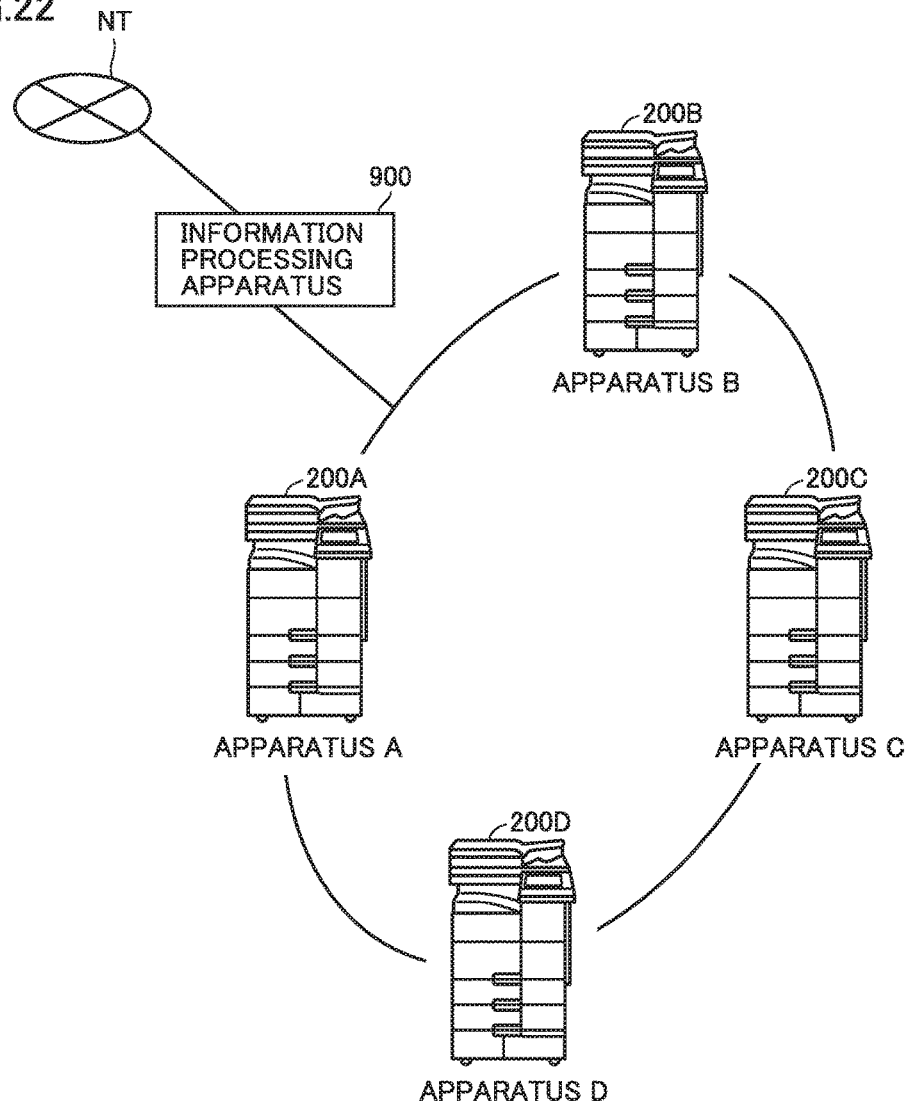 .22
NT
200B
900
INFORMATION
PROCESSING
APPARATUS
APPARATUS B
200A
200C
APPARATUS A
APPARATUS C
200D
APPARATUS D